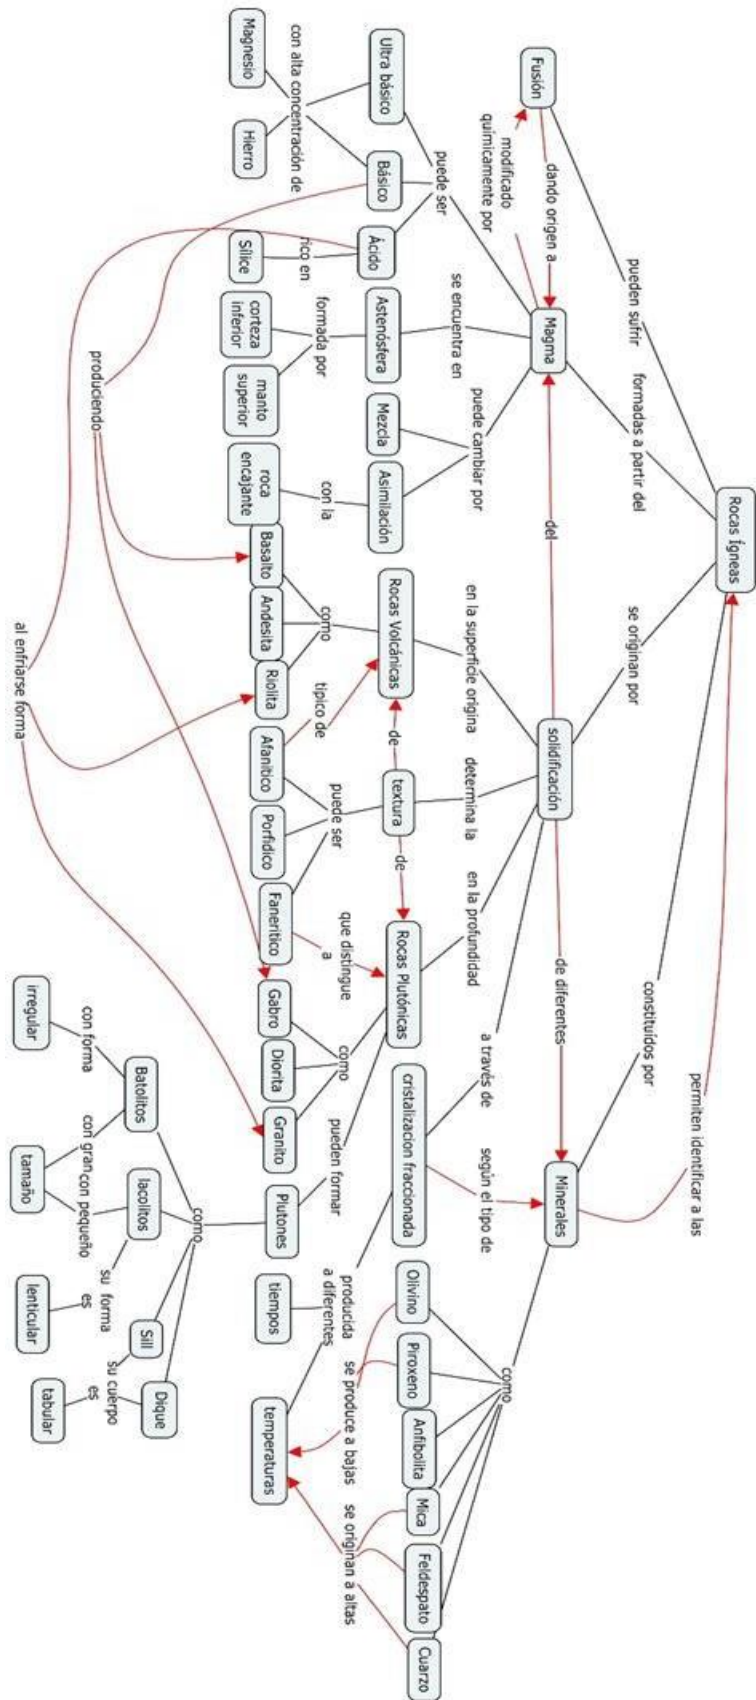 Rocas Ígneas
pueden sufrir
formadas a partir del
se originan por
constituídos por
permiten identificar a las
Fusión
dando origen a
modificado
químicamente por
Magma
del
solidificación
de diferentes
Minerales
puede ser
se encuentra en
puede cambiar por
en la superficie origina
determina la
en la profundidad
a través de
según el tipo de
como
Ultra básico
Básico
Ácido
Astenósfera
Mezcla
Asimilación
Rocas Volcánicas
de
textura
de
Rocas Plutónicas
cristalizacion fraccionada
Olivino
Piroxeno
Anfibolita
Mica
Feldespato
Cuarzo
con alta concentración de
rico en
formada por
con la
como
típico de
puede ser
que distingue
a
como
pueden formar
producida
a diferentes
se produce a bajas
se originan a altas
Magnesio
Hierro
Sílice
corteza
inferior
manto
superior
roca
encajante
Basalto
Andesita
Riolita
Afanítico
Porfidico
Fanerítico
Gabro
Diorita
Granito
Plutones
tiempos
temperaturas
produciendo
al enfriarse forma
como
Batolitos
lacolitos
Sill
Dique
con forma
con gran
con pequeño
su forma
es
su cuerpo
es
irregular
tamaño
lenticular
tabular